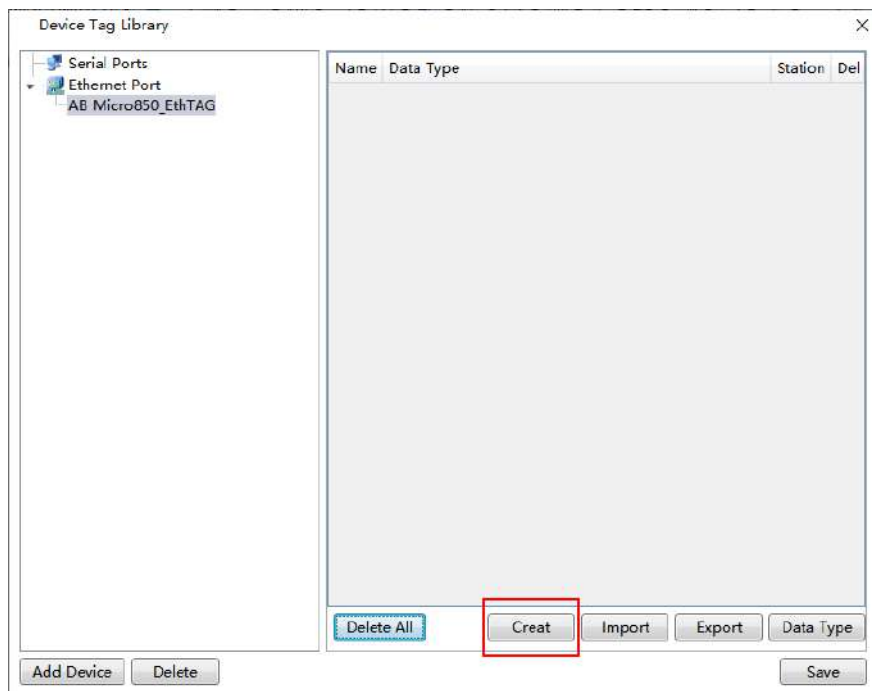 Device Tag Library
Serial Ports
Ethernet Port
AB Micro850_EthTAG
Name Data Type Station Del
Delete All Creat Import Export Data Type
Add Device Delete Save